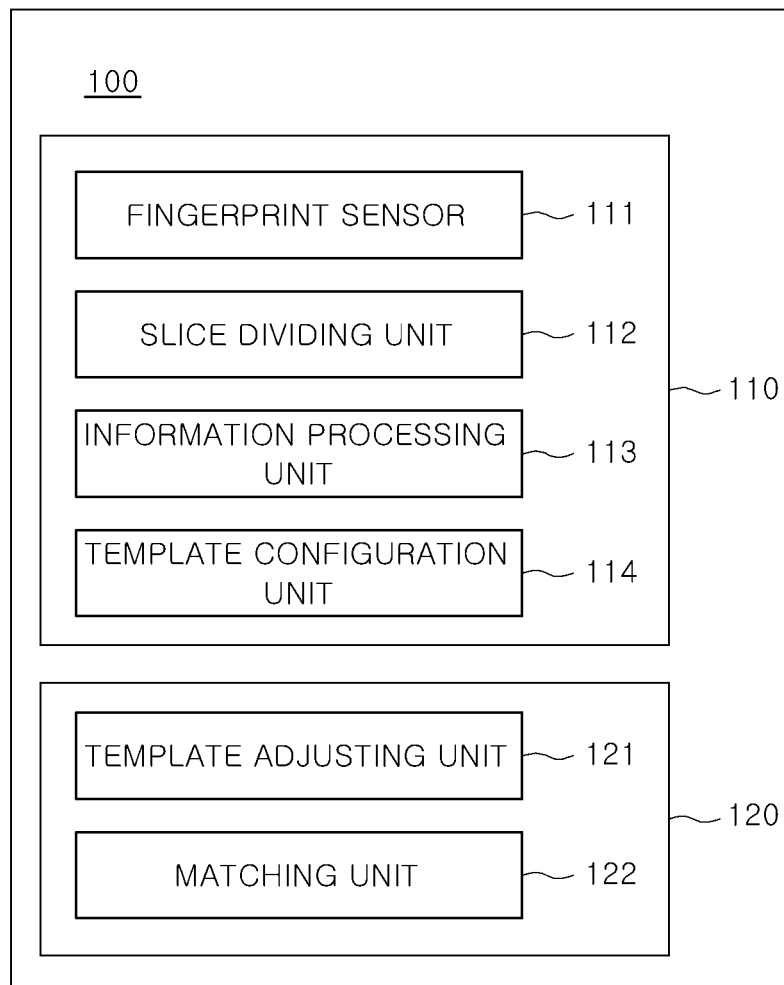 100
FINGERPRINT SENSOR
111
SLICE DIVIDING UNIT
112
110
INFORMATION PROCESSING
UNIT
113
TEMPLATE CONFIGURATION
UNIT
114
TEMPLATE ADJUSTING UNIT
121
120
MATCHING UNIT
122